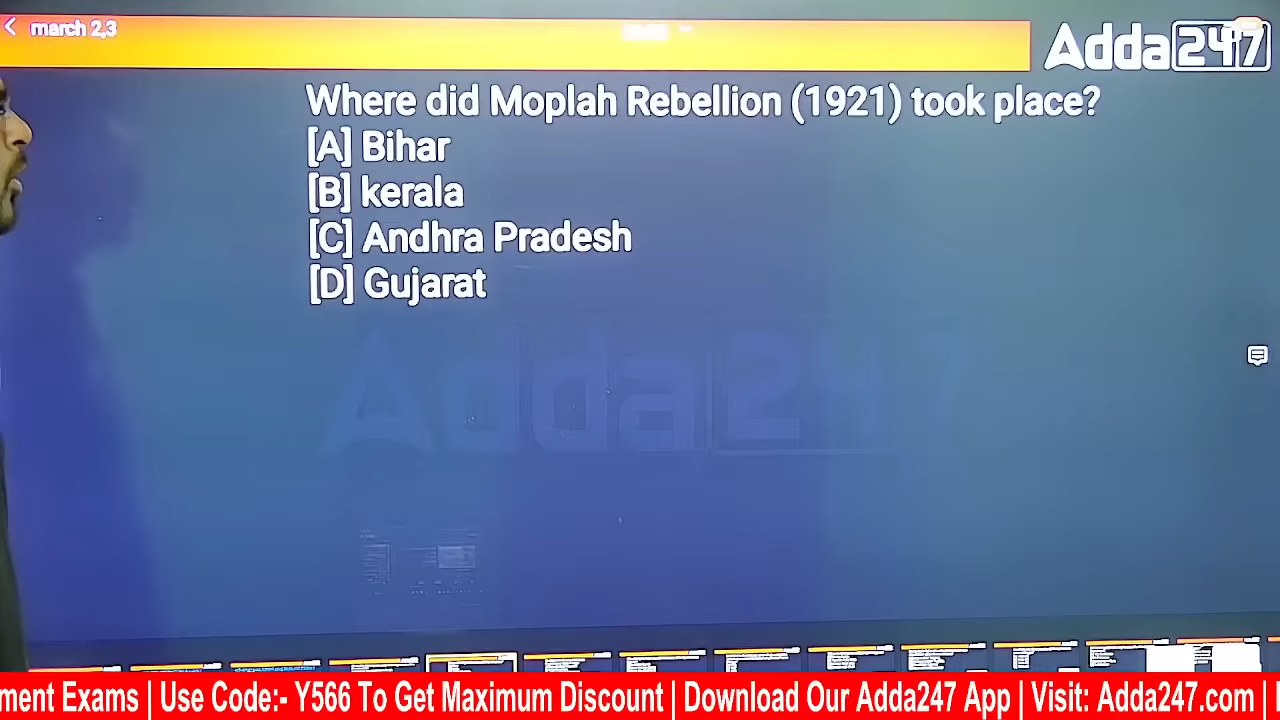 march 2,3
Adda247
Where did Moplah Rebellion (1921) took place?
[A] Bihar
[B] kerala
[C] Andhra Pradesh
[D] Gujarat
Adda247
ment Exams | Use Code:- Y566 To Get Maximum Discount | Download Our Adda247 App | Visit: Adda247.com |